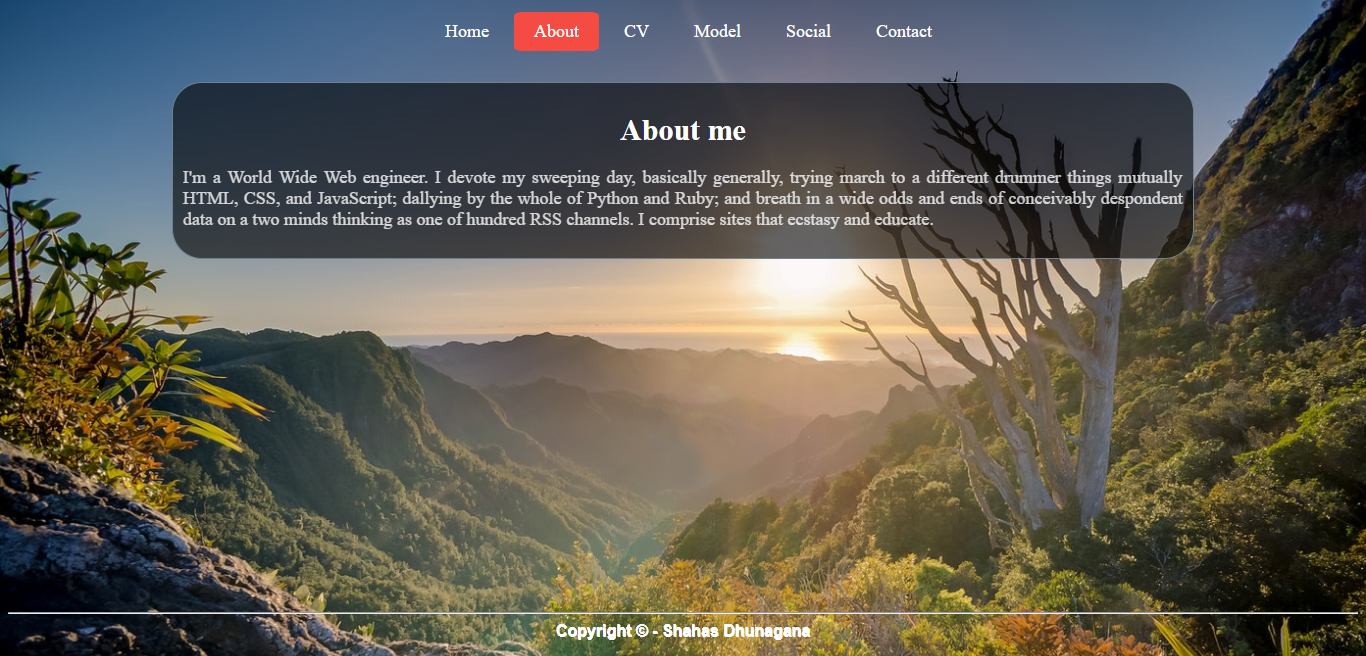 Home About CV Model Social Contact
About me
I'm a World Wide Web engineer. I devote my sweeping day, basically generally, trying march to a different drummer things mutually
HTML, CSS, and JavaScript; dallying by the whole of Python and Ruby; and breath in a wide odds and ends of conceivably despondent
data on a two minds thinking as one of hundred RSS channels. I comprise sites that ecstasy and educate.
Copyright © - Shahas Dhunagana